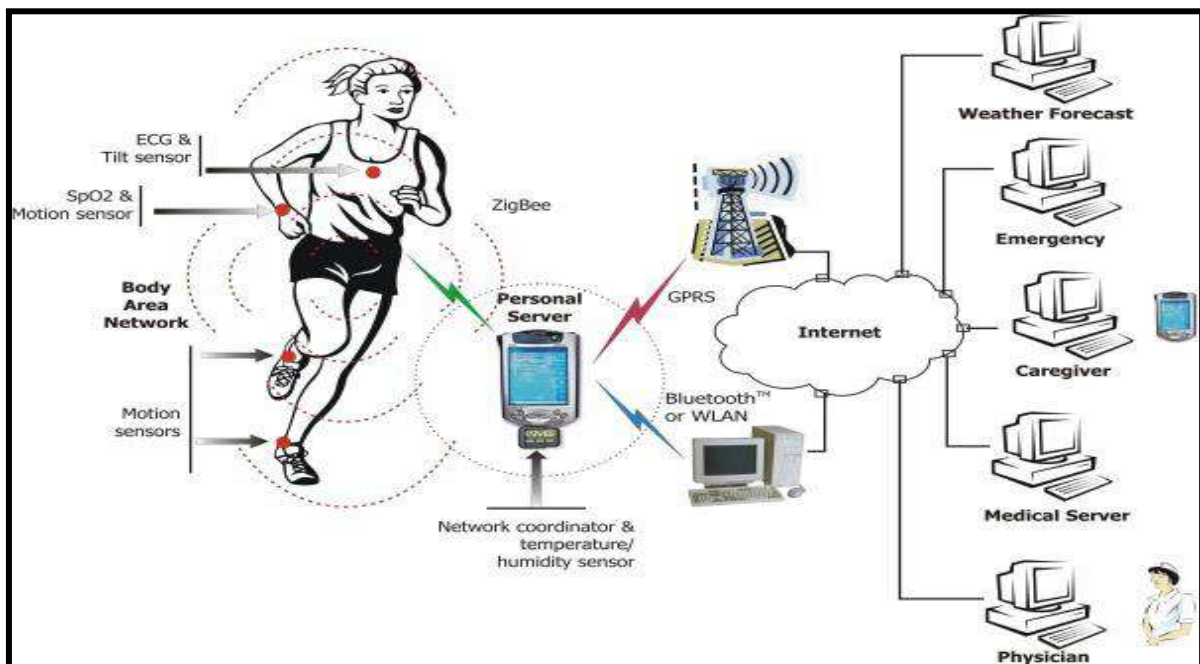 ECG &
Tilt sensor
SpO2 &
Motion sensor
Body
Area
Network
Motion
sensors
ZigBee
Personal
Server
Network coordinator &
temperature/
humidity sensor
GPRS
Bluetooth™
or WLAN
Internet
Weather Forecast
Emergency
Caregiver
Medical Server
Physician